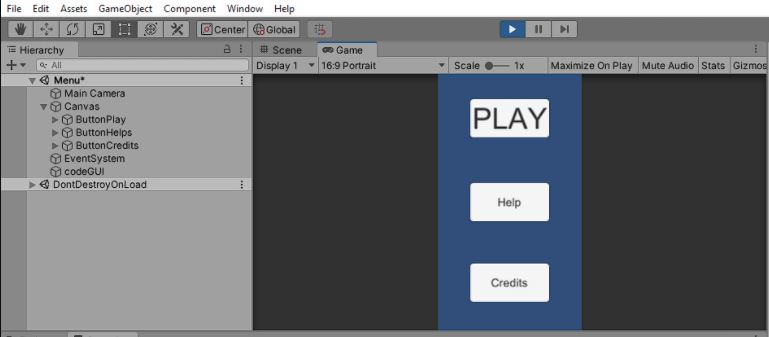 File Edit Assets GameObject Component Window Help
Center Global
Hierarchy
All
Menu*
Main Camera
Canvas
ButtonPlay
ButtonHelps
ButtonCredits
EventSystem
codeGUI
DontDestroyOnLoad
Scene Game
Display 1 16:9 Portrait Scale 1x Maximize On Play Mute Audio Stats Gizmos
PLAY
Help
Credits